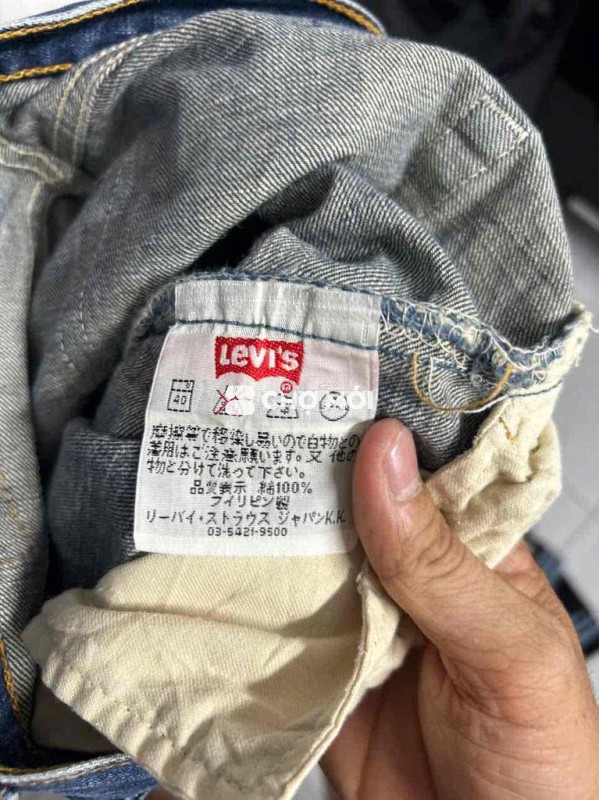 Levi's
®
40
CHỢ TỐT
摩擦等で移染し易いので白物との
着用はご注意願います。又 他の
物と分けて洗って下さい。
品質表示 綿100%
フィリピン製
リーバイ・ストラウス ジャパンK.K.
03-5421-9500